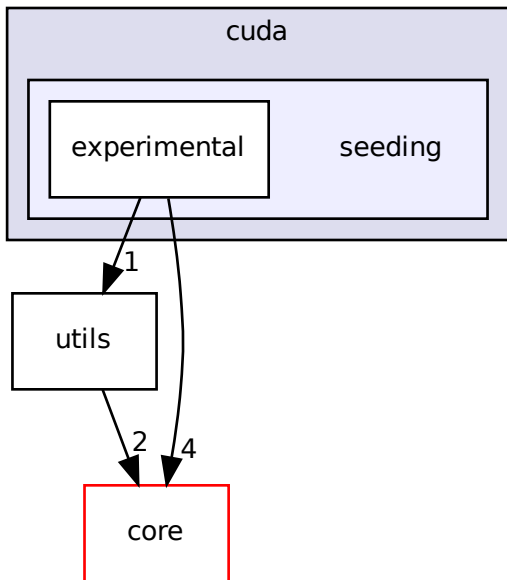 cuda
experimental
seeding
1
utils
2
4
core